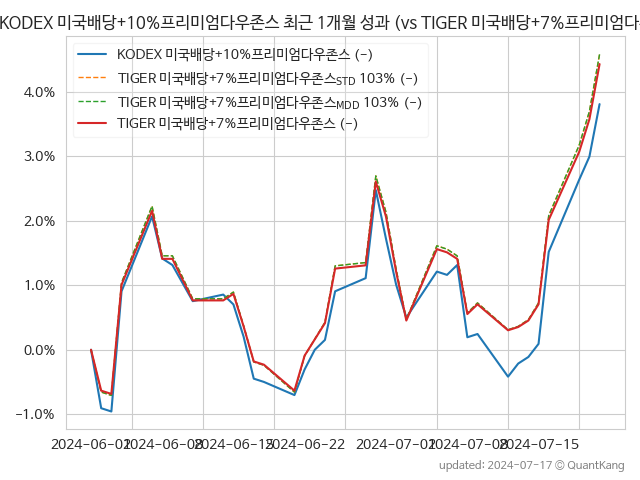 KODEX 미국배당+10%프리미엄다우존스 최근 1개월 성과 (vs TIGER 미국배당+7%프리미엄다우
KODEX 미국배당+10%프리미엄다우존스 (-)
TIGER 미국배당+7%프리미엄다우존스STD 103% (-)
TIGER 미국배당+7%프리미엄다우존스MDD 103% (-)
TIGER 미국배당+7%프리미엄다우존스 (-)
4.0%
3.0%
2.0%
1.0%
0.0%
-1.0%
2024-06-01 2024-06-08 2024-06-15 2024-06-22 2024-07-01 2024-07-08 2024-07-15
updated: 2024-07-17 © QuantKang